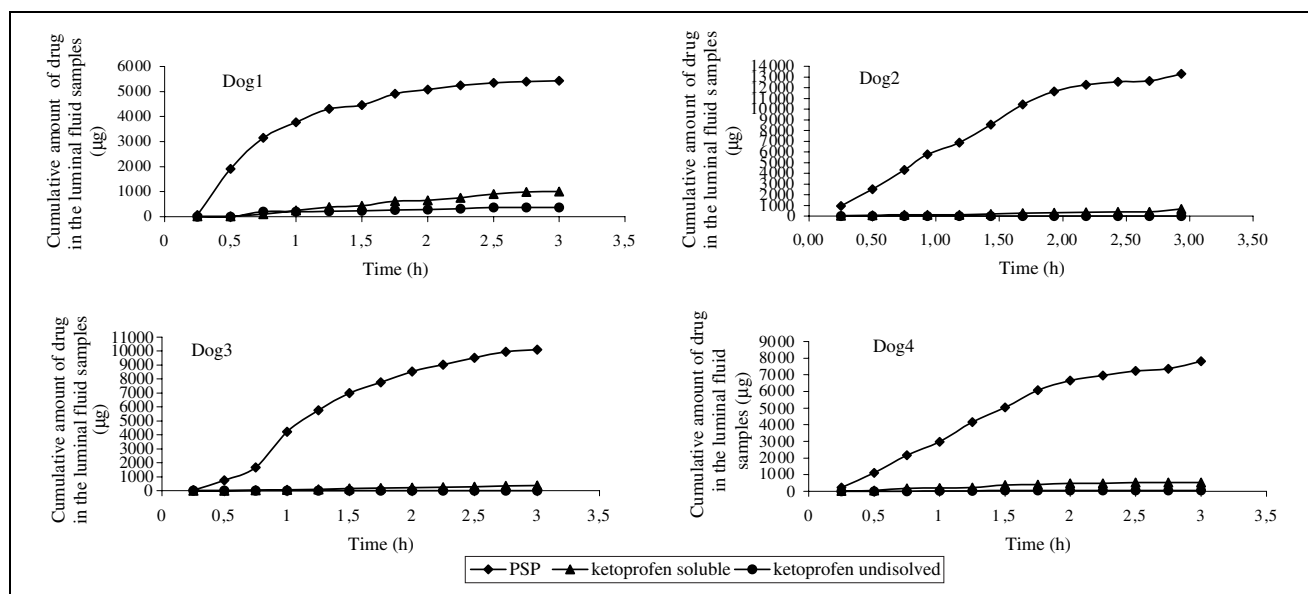 Dog1
Cumulative amount of drug
in the luminal fluid samples
(µg)
6000
5000
4000
3000
2000
1000
0
0 0,5 1 1,5 2 2,5 3 3,5
Time (h)
Dog2
Cumulative amount of drug
in the luminal fluid samples
(µg)
14000
13000
12000
11000
10000
9000
8000
7000
6000
5000
4000
3000
2000
1000
0
0,00 0,50 1,00 1,50 2,00 2,50 3,00 3,50
Time (h)
Dog3
Cumulative amount of drug
in the luminal fluid samples
(µg)
11000
10000
9000
8000
7000
6000
5000
4000
3000
2000
1000
0
0 0,5 1 1,5 2 2,5 3 3,5
Time (h)
Dog4
Cumulative amount of drug
in the luminal fluid
samples (µg)
9000
8000
7000
6000
5000
4000
3000
2000
1000
0
0 0,5 1 1,5 2 2,5 3 3,5
Time (h)
PSP ketoprofen soluble ketoprofen undisolved